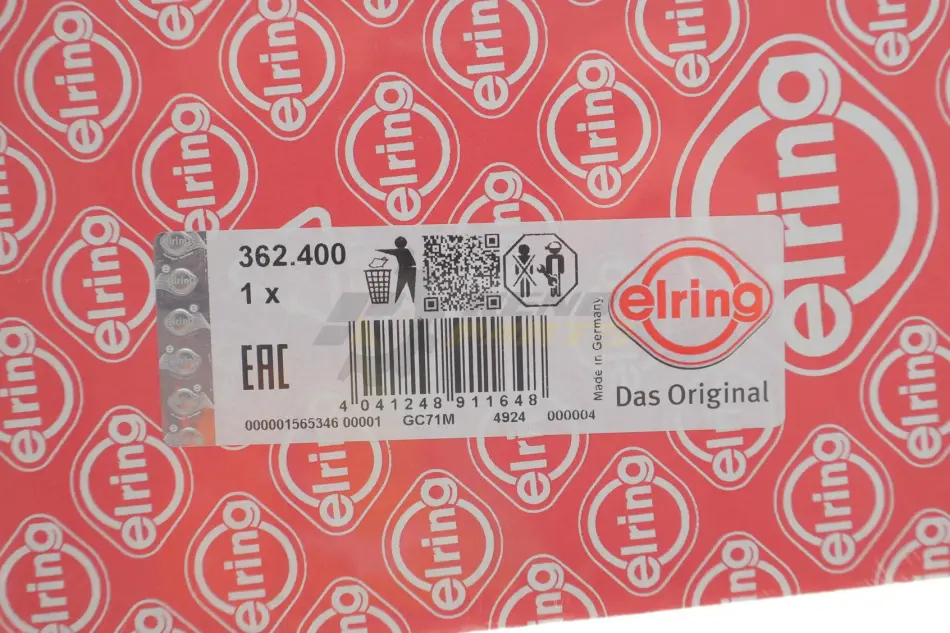 362.400
1 x
EAC
4 041248 911648
000001565346 00001 GC71M 4924 000004
Made in Germany
elring
Das Original
elring